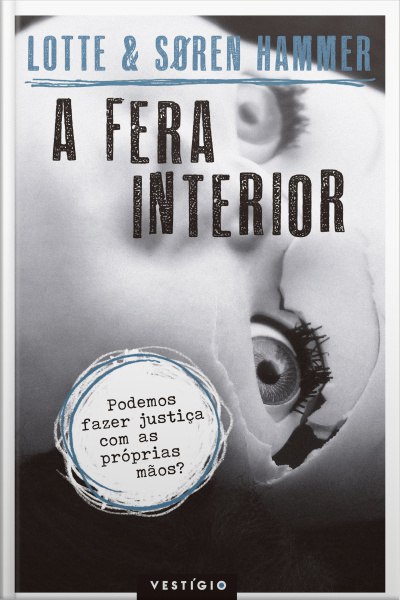 LOTTE & SØREN HAMMER
A FERA
INTERIOR
Podemos
fazer justiça
com as
próprias
mãos?
VESTÍGIO